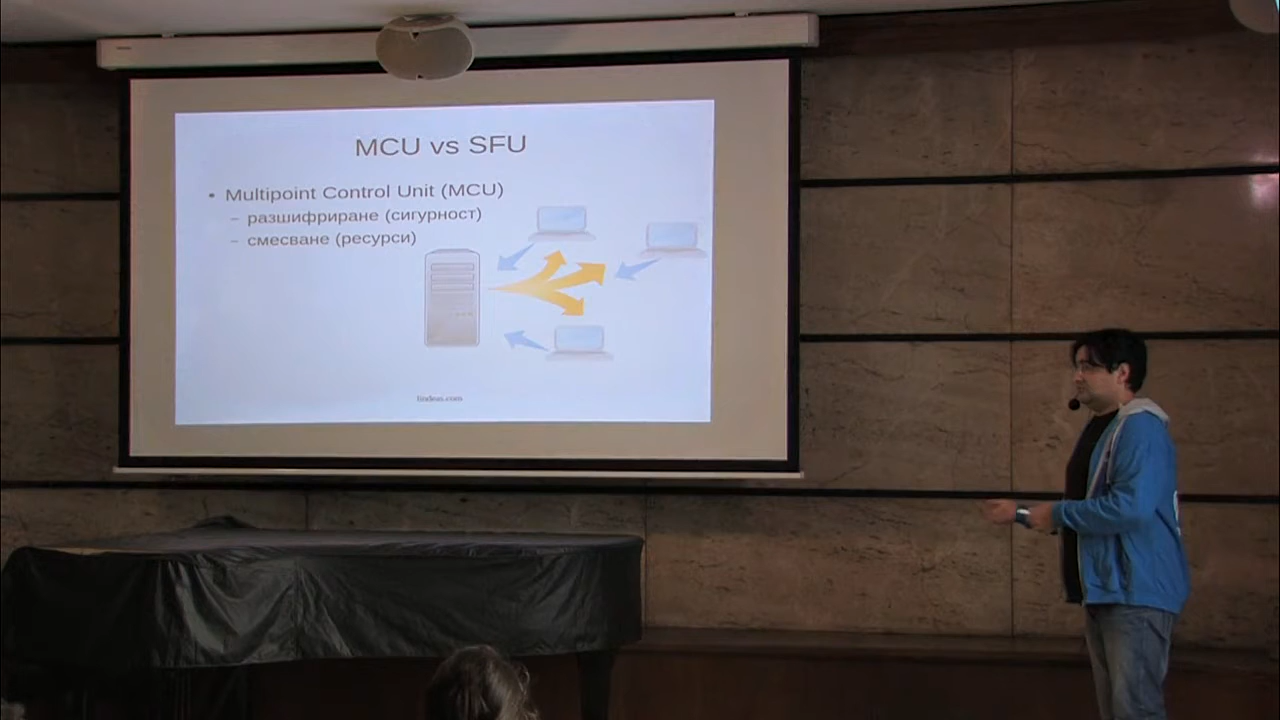 MCU vs SFU
• Multipoint Control Unit (MCU)
– разшифриране (сигурност)
– смесване (ресурси)